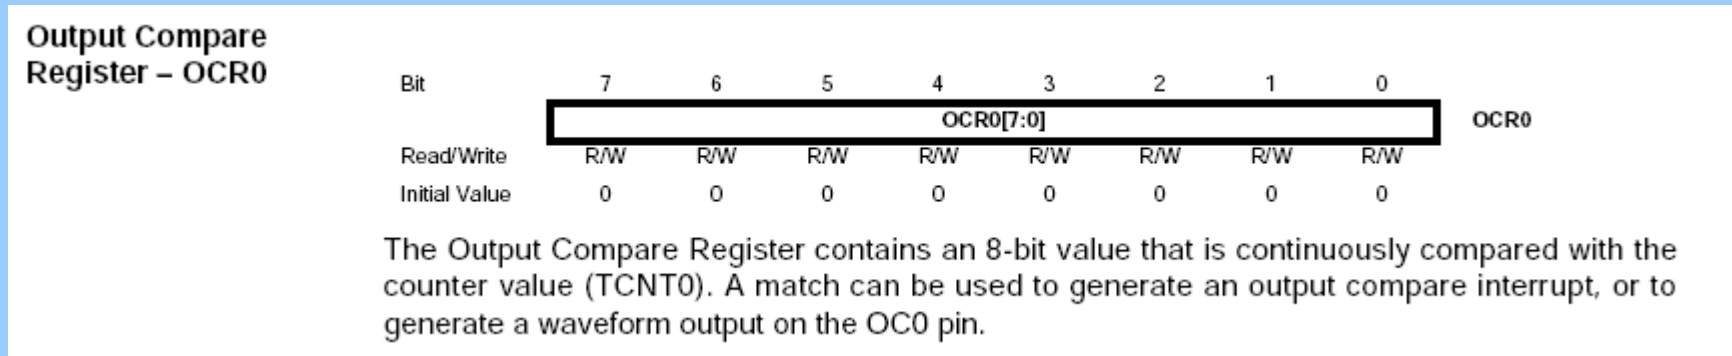 Output Compare
Register – OCR0
Bit 7 6 5 4 3 2 1 0
OCR0[7:0] OCR0
Read/Write R/W R/W R/W R/W R/W R/W R/W R/W
Initial Value 0 0 0 0 0 0 0 0
The Output Compare Register contains an 8-bit value that is continuously compared with the
counter value (TCNT0). A match can be used to generate an output compare interrupt, or to
generate a waveform output on the OC0 pin.